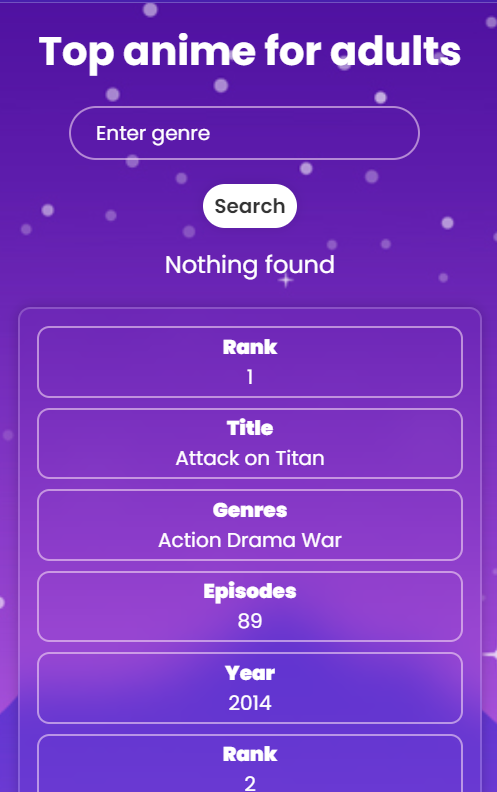 Top anime for adults
Enter genre
Search
Nothing found
Rank
1
Title
Attack on Titan
Genres
Action Drama War
Episodes
89
Year
2014
Rank
2